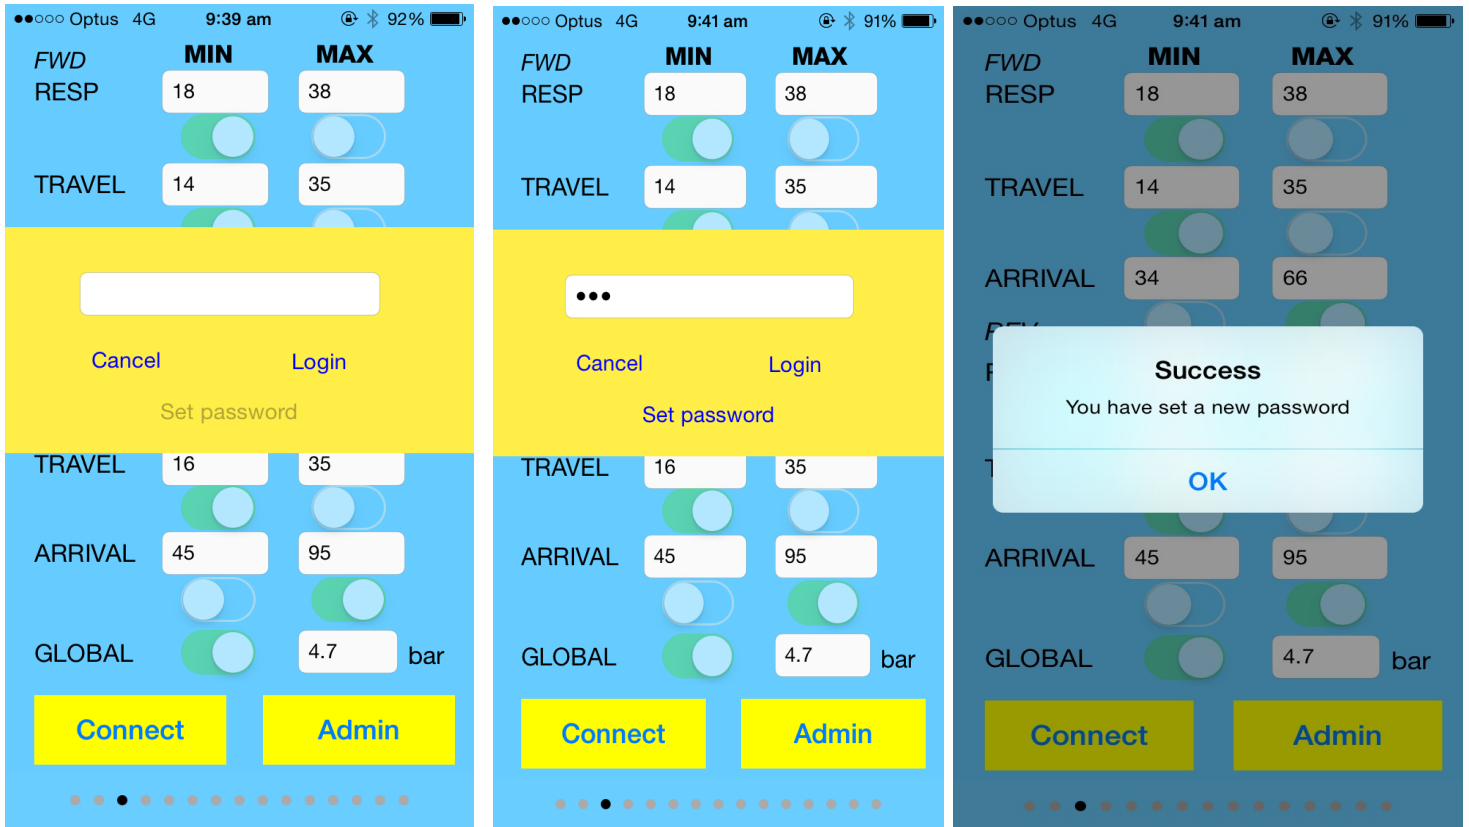 Optus 4G 9:39 am 92%
FWD MIN MAX
RESP 18 38
TRAVEL 14 35
Cancel Login
Set password
TRAVEL 16 35
ARRIVAL 45 95
GLOBAL 4.7 bar
Connect Admin
Optus 4G 9:41 am 91%
FWD MIN MAX
RESP 18 38
TRAVEL 14 35
•••
Cancel Login
Set password
TRAVEL 16 35
ARRIVAL 45 95
GLOBAL 4.7 bar
Connect Admin
Optus 4G 9:41 am 91%
FWD MIN MAX
RESP 18 38
TRAVEL 14 35
ARRIVAL 34 66
Success
You have set a new password
OK
ARRIVAL 45 95
GLOBAL 4.7 bar
Connect Admin